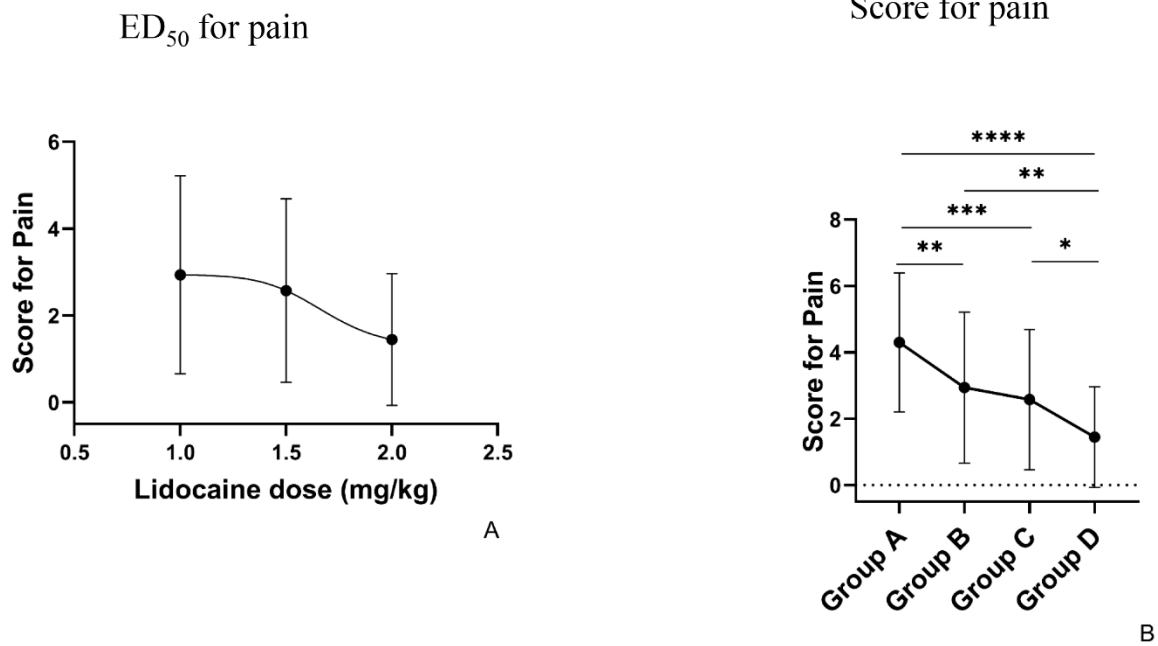 ED50 for pain
Score for pain
6
4
2
0
Score for Pain
0.5 1.0 1.5 2.0 2.5
Lidocaine dose (mg/kg)
A
****
**
***
**
*
8
6
4
2
0
Score for Pain
Group A
Group B
Group C
Group D
B